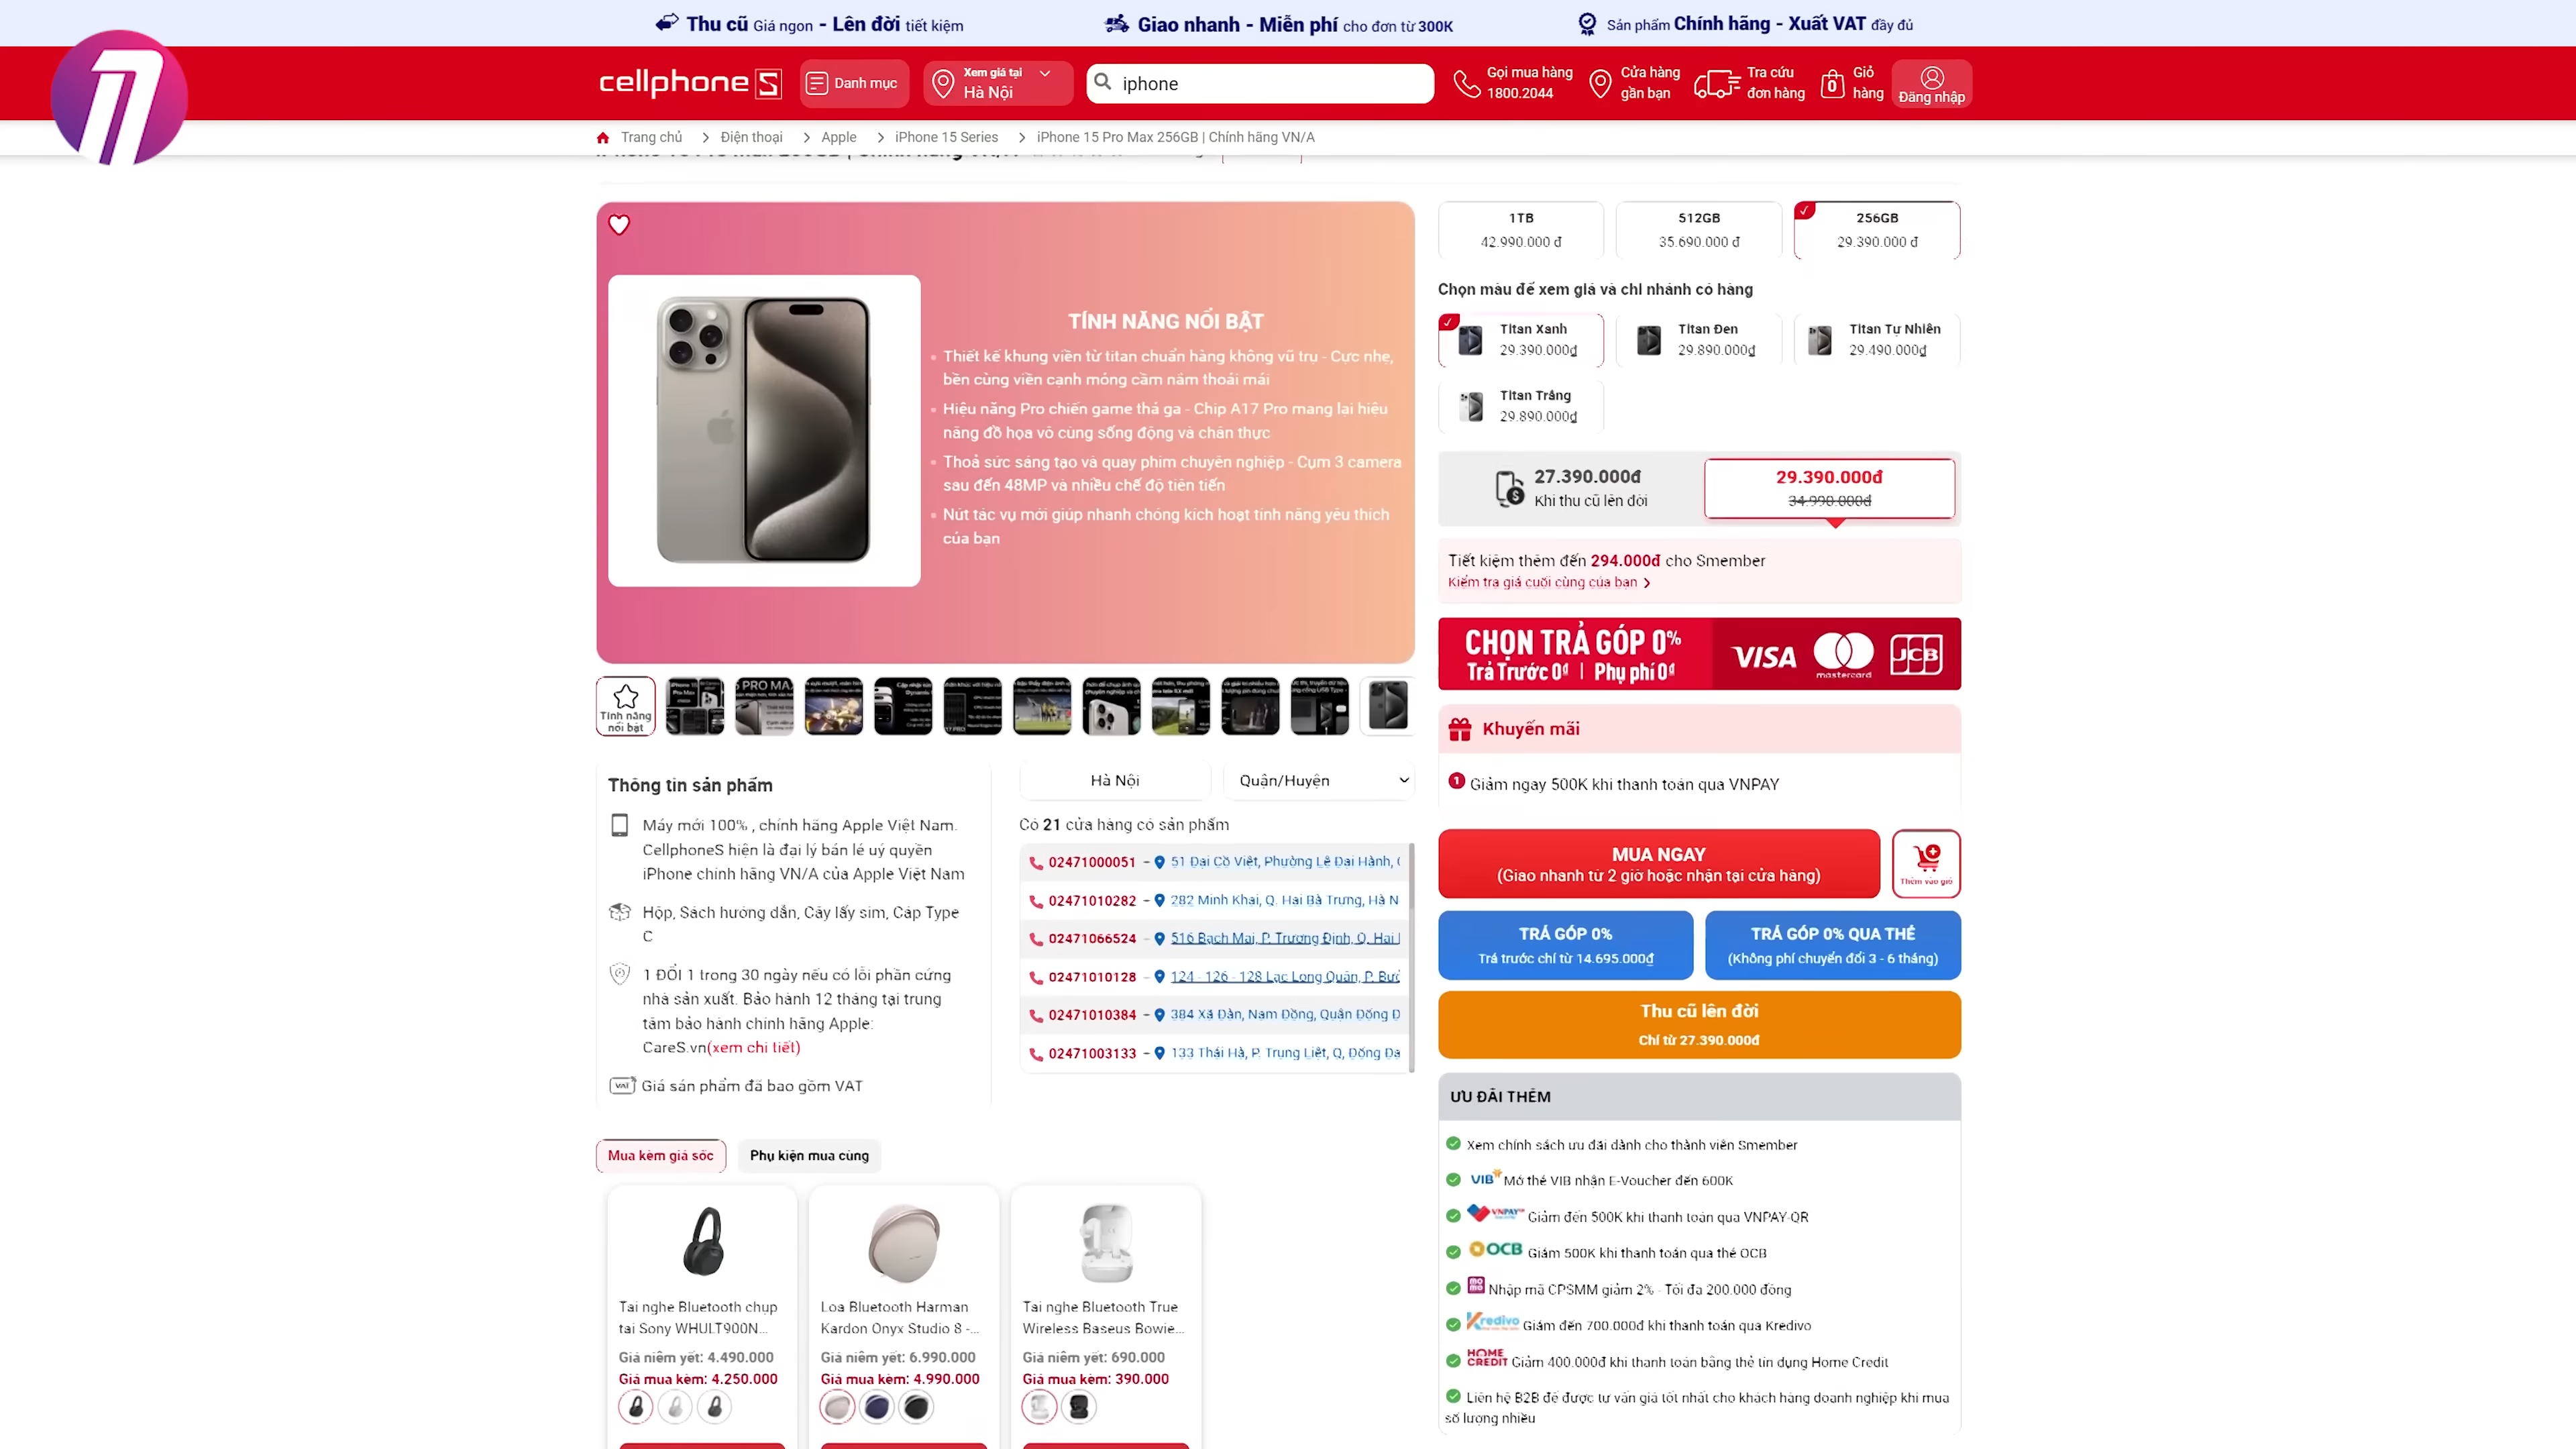 Thu cũ Giá ngon - Lên đời tiết kiệm
Giao nhanh - Miễn phí cho đơn từ 300K
Sản phẩm Chính hãng - Xuất VAT đầy đủ
cellphoneS
Danh mục
Xem giá tại
Hà Nội
iphone
Gọi mua hàng
1800.2044
Cửa hàng
gần bạn
Tra cứu
đơn hàng
0
Giỏ
hàng
Đăng nhập
Trang chủ
Điện thoại
Apple
iPhone 15 Series
iPhone 15 Pro Max 256GB | Chính hãng VN/A
TÍNH NĂNG NỔI BẬT
Thiết kế khung viền từ titan chuẩn hàng không vũ trụ - Cực nhẹ,
bền cùng viền cạnh mỏng cầm nắm thoải mái
Hiệu năng Pro chiến game thả ga - Chip A17 Pro mang lại hiệu
năng đồ họa vô cùng sống động và chân thực
Thoả sức sáng tạo và quay phim chuyên nghiệp - Cụm 3 camera
sau đến 48MP và nhiều chế độ tiên tiến
Nút tác vụ mới giúp nhanh chóng kích hoạt tính năng yêu thích
của bạn
Tính năng
nổi bật
Thông tin sản phẩm
Máy mới 100% , chính hãng Apple Việt Nam.
CellphoneS hiện là đại lý bán lẻ uỷ quyền
iPhone chính hãng VN/A của Apple Việt Nam
Hộp, Sách hướng dẫn, Cây lấy sim, Cáp Type
C
1 ĐỔI 1 trong 30 ngày nếu có lỗi phần cứng
nhà sản xuất. Bảo hành 12 tháng tại trung
tâm bảo hành chính hãng Apple:
CareS.vn(xem chi tiết)
VAT
Giá sản phẩm đã bao gồm VAT
Hà Nội
Quận/Huyện
Có 21 cửa hàng có sản phẩm
02471000051 - 51 Đại Cồ Việt, Phường Lê Đại Hành,
02471010282 - 282 Minh Khai, Q. Hai Bà Trưng, Hà N
02471066524 - 516 Bạch Mai, P. Trương Định, Q. Hai
02471010128 - 124 - 126 - 128 Lạc Long Quân, P. Bưở
02471010384 - 384 Xã Đàn, Nam Đồng, Quận Đống Đ
02471003133 - 133 Thái Hà, P. Trung Liệt, Q, Đống Đa
Mua kèm giá sốc
Phụ kiện mua cùng
Tai nghe Bluetooth chụp
tai Sony WHULT900N...
Giá niêm yết: 4.490.000
Giá mua kèm: 4.250.000
Loa Bluetooth Harman
Kardon Onyx Studio 8 -...
Giá niêm yết: 6.990.000
Giá mua kèm: 4.990.000
Tai nghe Bluetooth True
Wireless Baseus Bowie...
Giá niêm yết: 690.000
Giá mua kèm: 390.000
1TB
42.990.000 đ
512GB
35.690.000 đ
256GB
29.390.000 đ
Chọn màu để xem giá và chi nhánh có hàng
Titan Xanh
29.390.000₫
Titan Đen
29.890.000₫
Titan Tự Nhiên
29.490.000₫
Titan Trắng
29.890.000₫
27.390.000đ
Khi thu cũ lên đời
29.390.000đ
34.990.000đ
Tiết kiệm thêm đến 294.000đ cho Smember
Kiểm tra giá cuối cùng của bạn
CHỌN TRẢ GÓP 0%
Trả Trước 0đ | Phụ phí 0đ
VISA
mastercard
JCB
Khuyến mãi
1 Giảm ngay 500K khi thanh toán qua VNPAY
MUA NGAY
(Giao nhanh từ 2 giờ hoặc nhận tại cửa hàng)
Thêm vào giỏ
TRẢ GÓP 0%
Trả trước chỉ từ 14.695.000₫
TRẢ GÓP 0% QUA THẺ
(Không phí chuyển đổi 3 - 6 tháng)
Thu cũ lên đời
Chỉ từ 27.390.000đ
ƯU ĐÃI THÊM
Xem chính sách ưu đãi dành cho thành viên Smember
VIB Mở thẻ VIB nhận E-Voucher đến 600K
VNPAY Giảm đến 500K khi thanh toán qua VNPAY-QR
OCB Giảm 500K khi thanh toán qua thẻ OCB
momo Nhập mã CPSMM giảm 2% - Tối đa 200.000 đồng
Kredivo Giảm đến 700.000đ khi thanh toán qua Kredivo
HOME CREDIT Giảm 400.000đ khi thanh toán bằng thẻ tín dụng Home Credit
Liên hệ B2B để được tư vấn giá tốt nhất cho khách hàng doanh nghiệp khi mua
số lượng nhiều